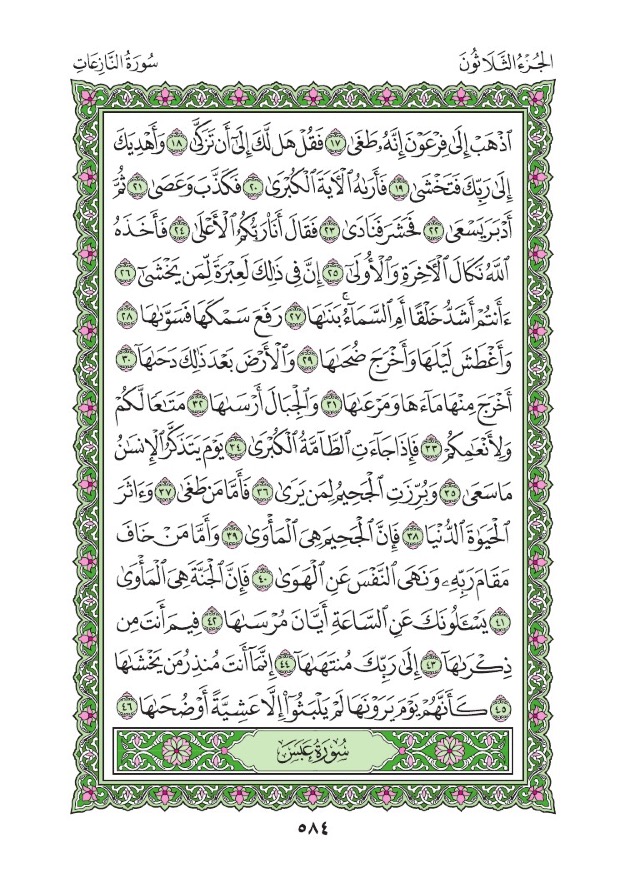 الجُزْءُ الثَّلَاثُونَ
سُورَةُ النَّازِعَاتِ
ٱذْهَبْ إِلَىٰ فِرْعَوْنَ إِنَّهُۥ طَغَىٰ ١٧ فَقُلْ هَل لَّكَ إِلَىٰٓ أَن تَزَكَّىٰ ١٨ وَأَهْدِيَكَ
إِلَىٰ رَبِّكَ فَتَخْشَىٰ ١٩ فَأَرَىٰهُ ٱلْأٓيَةَ ٱلْكُبْرَىٰ ٢٠ فَكَذَّبَ وَعَصَىٰ ٢١ ثُمَّ
أَدْبَرَ يَسْعَىٰ ٢٢ فَحَشَرَ فَنَادَىٰ ٢٣ فَقَالَ أَنَا۠ رَبُّكُمُ ٱلْأَعْلَىٰ ٢٤ فَأَخَذَهُ
ٱللَّهُ نَكَالَ ٱلْأٓخِرَةِ وَٱلْأُولَىٰٓ ٢٥ إِنَّ فِي ذَٰلِكَ لَعِبْرَةً لِّمَن يَخْشَىٰٓ ٢٦
ءَأَنتُمْ أَشَدُّ خَلْقًا أَمِ ٱلسَّمَآءُۚ بَنَىٰهَا ٢٧ رَفَعَ سَمْكَهَا فَسَوَّىٰهَا ٢٨
وَأَغْطَشَ لَيْلَهَا وَأَخْرَجَ ضُحَىٰهَا ٢٩ وَٱلْأَرْضَ بَعْدَ ذَٰلِكَ دَحَىٰهَآ ٣٠
أَخْرَجَ مِنْهَا مَآءَهَا وَمَرْعَىٰهَا ٣١ وَٱلْجِبَالَ أَرْسَىٰهَا ٣٢ مَتَٰعًا لَّكُمْ
وَلِأَنْعَٰمِكُمْ ٣٣ فَإِذَا جَآءَتِ ٱلطَّآمَّةُ ٱلْكُبْرَىٰ ٣٤ يَوْمَ يَتَذَكَّرُ ٱلْإِنسَٰنُ
مَا سَعَىٰ ٣٥ وَبُرِّزَتِ ٱلْجَحِيمُ لِمَن يَرَىٰ ٣٦ فَأَمَّا مَن طَغَىٰ ٣٧ وَءَاثَرَ
ٱلْحَيَوٰةَ ٱلدُّنْيَا ٣٨ فَإِنَّ ٱلْجَحِيمَ هِيَ ٱلْمَأْوَىٰ ٣٩ وَأَمَّا مَنْ خَافَ
مَقَامَ رَبِّهِۦ وَنَهَى ٱلنَّفْسَ عَنِ ٱلْهَوَىٰ ٤٠ فَإِنَّ ٱلْجَنَّةَ هِيَ ٱلْمَأْوَىٰ
٤١ يَسْـَٔلُونَكَ عَنِ ٱلسَّاعَةِ أَيَّانَ مُرْسَىٰهَا ٤٢ فِيمَ أَنتَ مِن
ذِكْرَىٰهَآ ٤٣ إِلَىٰ رَبِّكَ مُنتَهَىٰهَآ ٤٤ إِنَّمَآ أَنتَ مُنذِرُ مَن يَخْشَىٰهَا
٤٥ كَأَنَّهُمْ يَوْمَ يَرَوْنَهَا لَمْ يَلْبَثُوٓا۟ إِلَّا عَشِيَّةً أَوْ ضُحَىٰهَا ٤٦
سُورَةُ عَبَسَ
٥٨٤